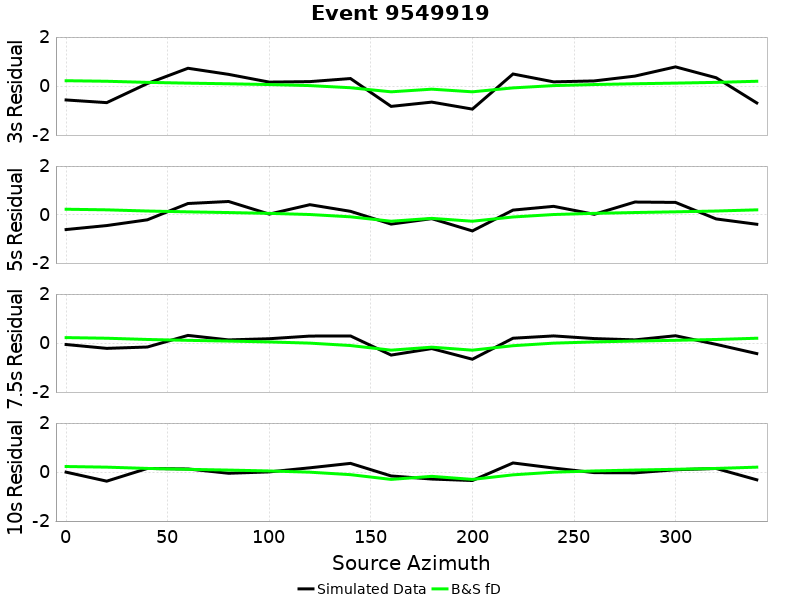 Event 9549919
3s Residual
2
0
-2
5s Residual
2
0
-2
7.5s Residual
2
0
-2
10s Residual
2
0
-2
0 50 100 150 200 250 300
Source Azimuth
Simulated Data B&S fD